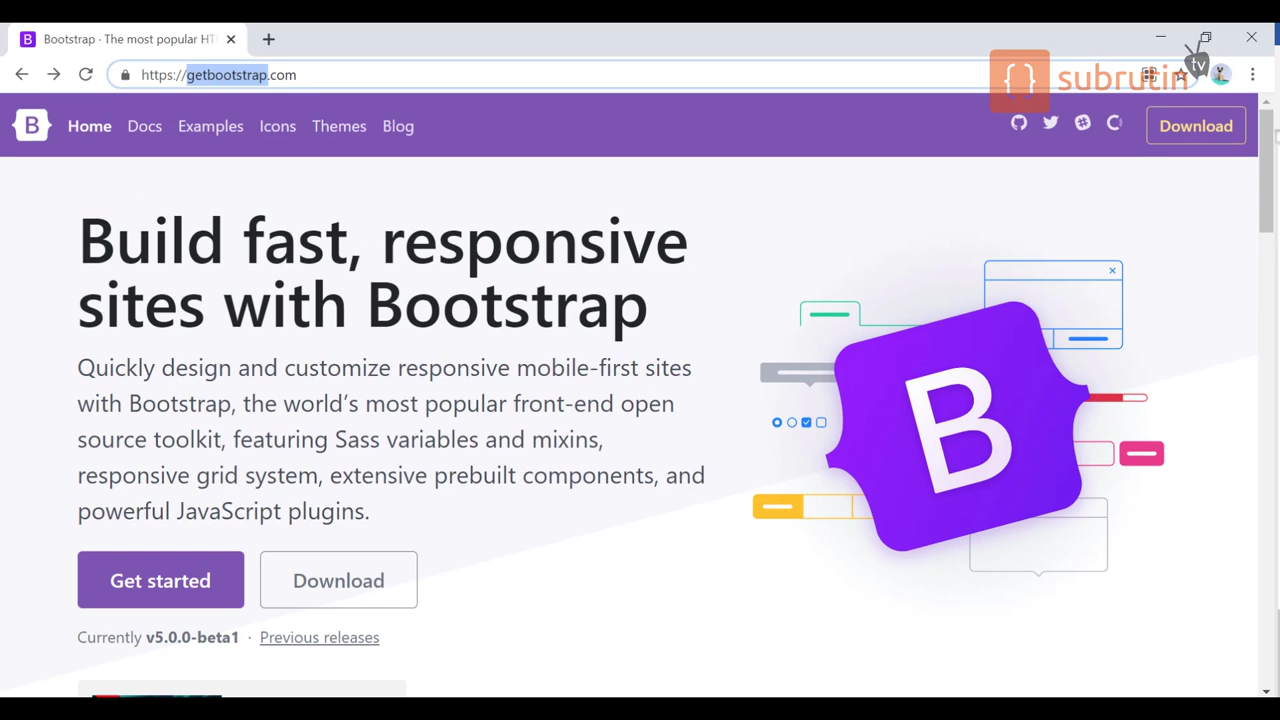 Bootstrap · The most popular HT
https://getbootstrap.com
{ } subrutin tv
B Home Docs Examples Icons Themes Blog Download
Build fast, responsive
sites with Bootstrap
Quickly design and customize responsive mobile-first sites
with Bootstrap, the world’s most popular front-end open
source toolkit, featuring Sass variables and mixins,
responsive grid system, extensive prebuilt components, and
powerful JavaScript plugins.
B
Get started Download
Currently v5.0.0-beta1 · Previous releases